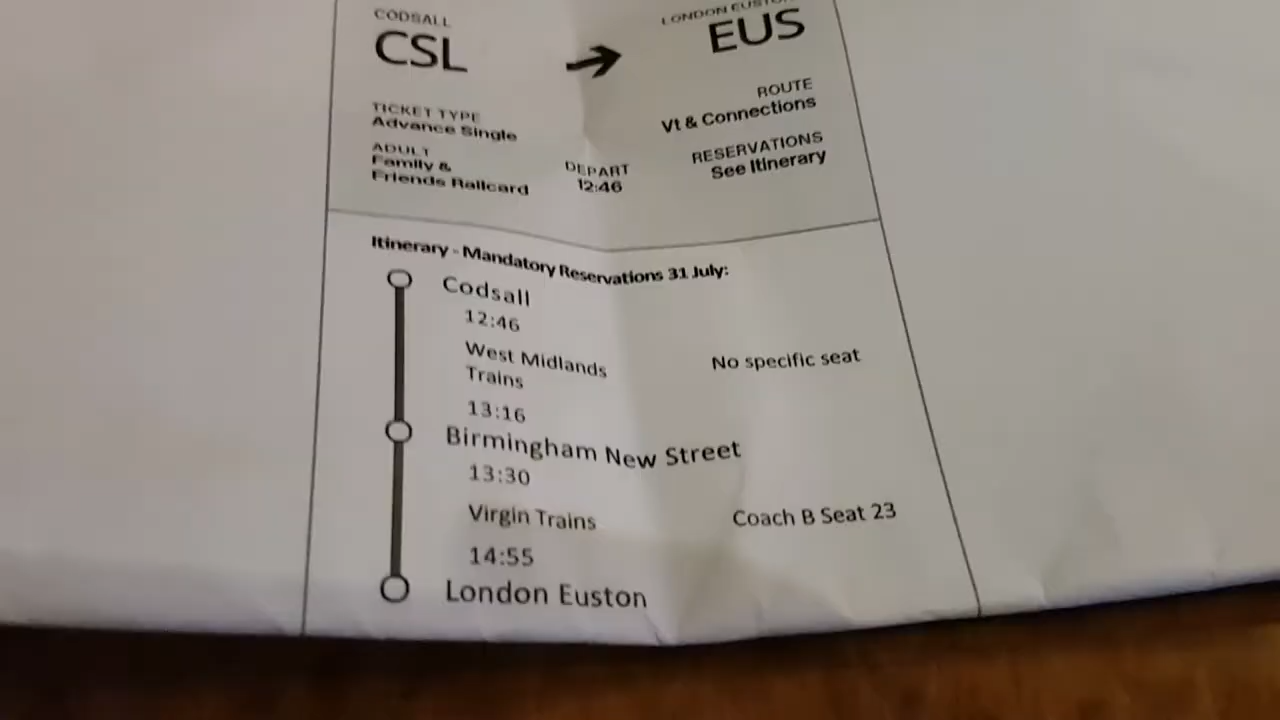 CODSALL
CSL
LONDON EUSTON
EUS
TICKET TYPE
Advance Single
ROUTE
Vt & Connections
ADULT
Family &
Friends Railcard
DEPART
12:46
RESERVATIONS
See Itinerary
Itinerary - Mandatory Reservations 31 July:
Codsall
12:46
West Midlands
Trains
No specific seat
13:16
Birmingham New Street
13:30
Virgin Trains
Coach B Seat 23
14:55
London Euston